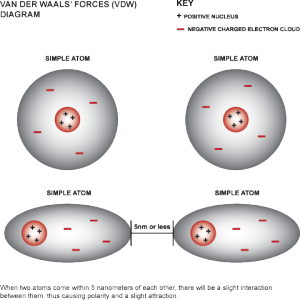 VAN DER WAALS' FORCES (VDW)
DIAGRAM
KEY
+ POSITIVE NUCLEUS
− NEGATIVE CHARGED ELECTRON CLOUD
SIMPLE ATOM
SIMPLE ATOM
SIMPLE ATOM
SIMPLE ATOM
5nm or less
When two atoms come within 5 nanometers of each other, there will be a slight interaction
between them, thus causing polarity and a slight attraction.